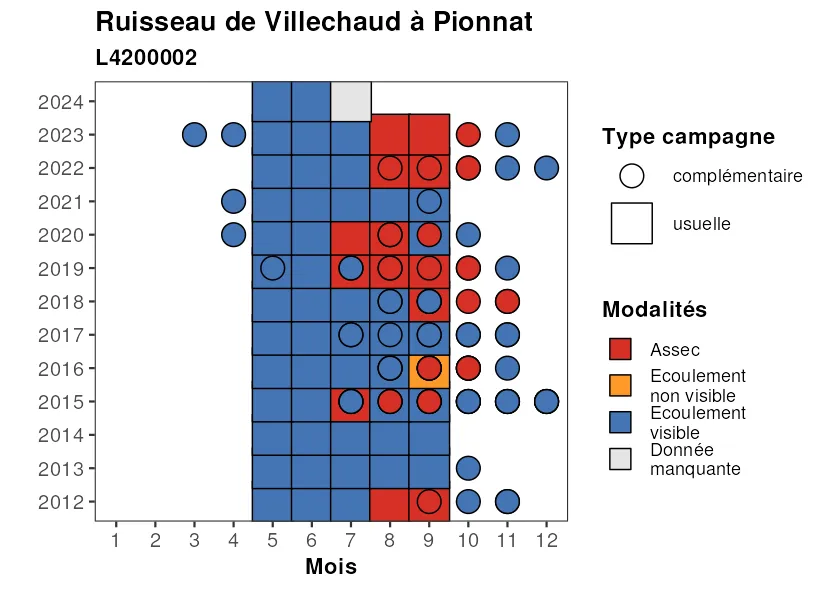 Ruisseau de Villechaud à Pionnat
L4200002
2024
2023
2022
2021
2020
2019
2018
2017
2016
2015
2014
2013
2012
1 2 3 4 5 6 7 8 9 10 11 12
Mois
Type campagne
complémentaire
usuelle
Modalités
Assec
Ecoulement
non visible
Ecoulement
visible
Donnée
manquante